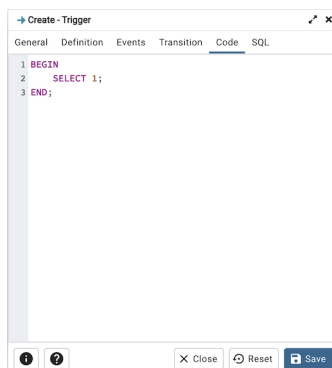 Create - Trigger
General Definition Events Transition Code SQL
1 BEGIN
2 SELECT 1;
3 END;
Close Reset Save